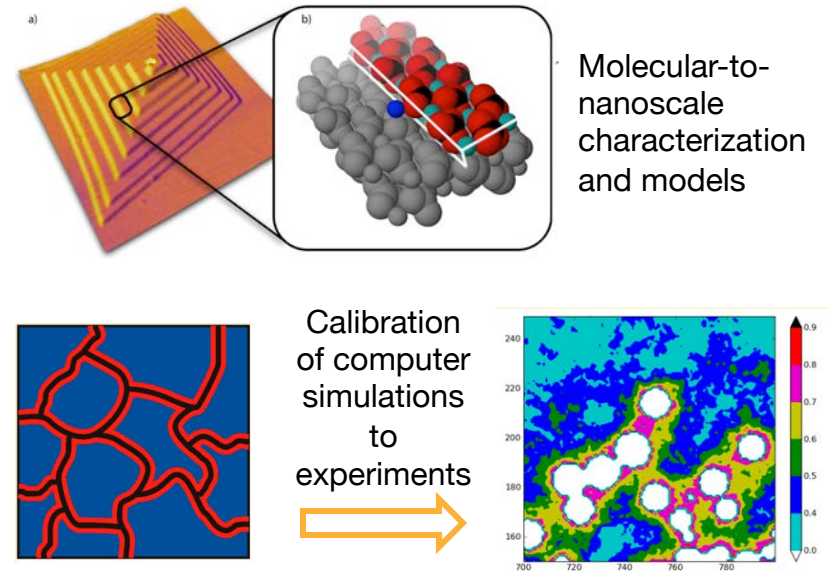 a)
b)
Molecular-to-
nanoscale
characterization
and models
Calibration
of computer
simulations
to
experiments
240
220
200
180
160
700
720
740
760
780
0.9
0.8
0.7
0.6
0.5
0.4
0.0